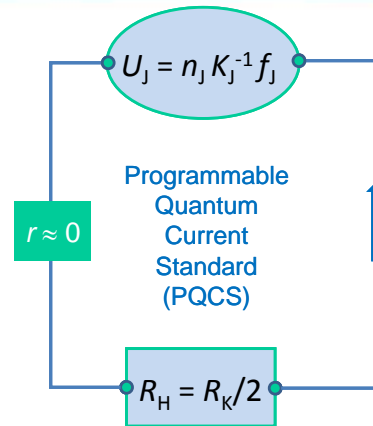 U_J = n_J K_J^-1 f_J
Programmable
Quantum
Current
Standard
(PQCS)
r ≈ 0
R_H = R_K/2